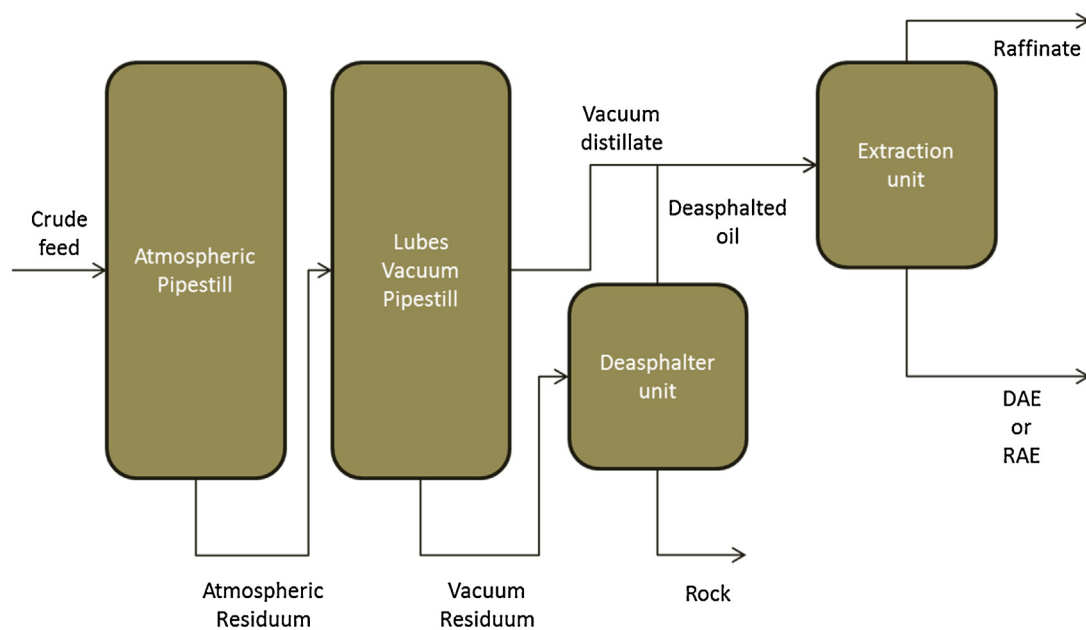 Raffinate
Vacuum
distillate
Extraction
unit
Deasphalted
oil
Crude
feed
Atmospheric
Pipestill
Lubes
Vacuum
Pipestill
Deasphalter
unit
DAE
or
RAE
Atmospheric
Residuum
Vacuum
Residuum
Rock